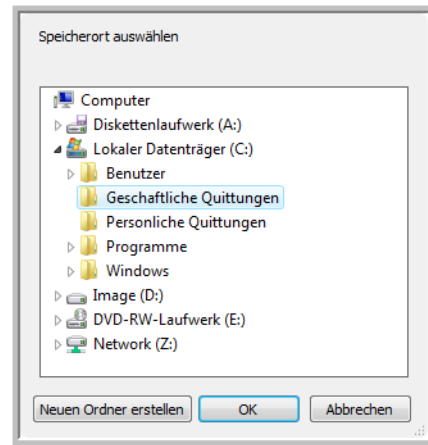 Speicherort auswählen
Computer
Diskettenlaufwerk (A:)
Lokaler Datenträger (C:)
Benutzer
Geschaftliche Quittungen
Personliche Quittungen
Programme
Windows
Image (D:)
DVD-RW-Laufwerk (E:)
Network (Z:)
Neuen Ordner erstellen OK Abbrechen